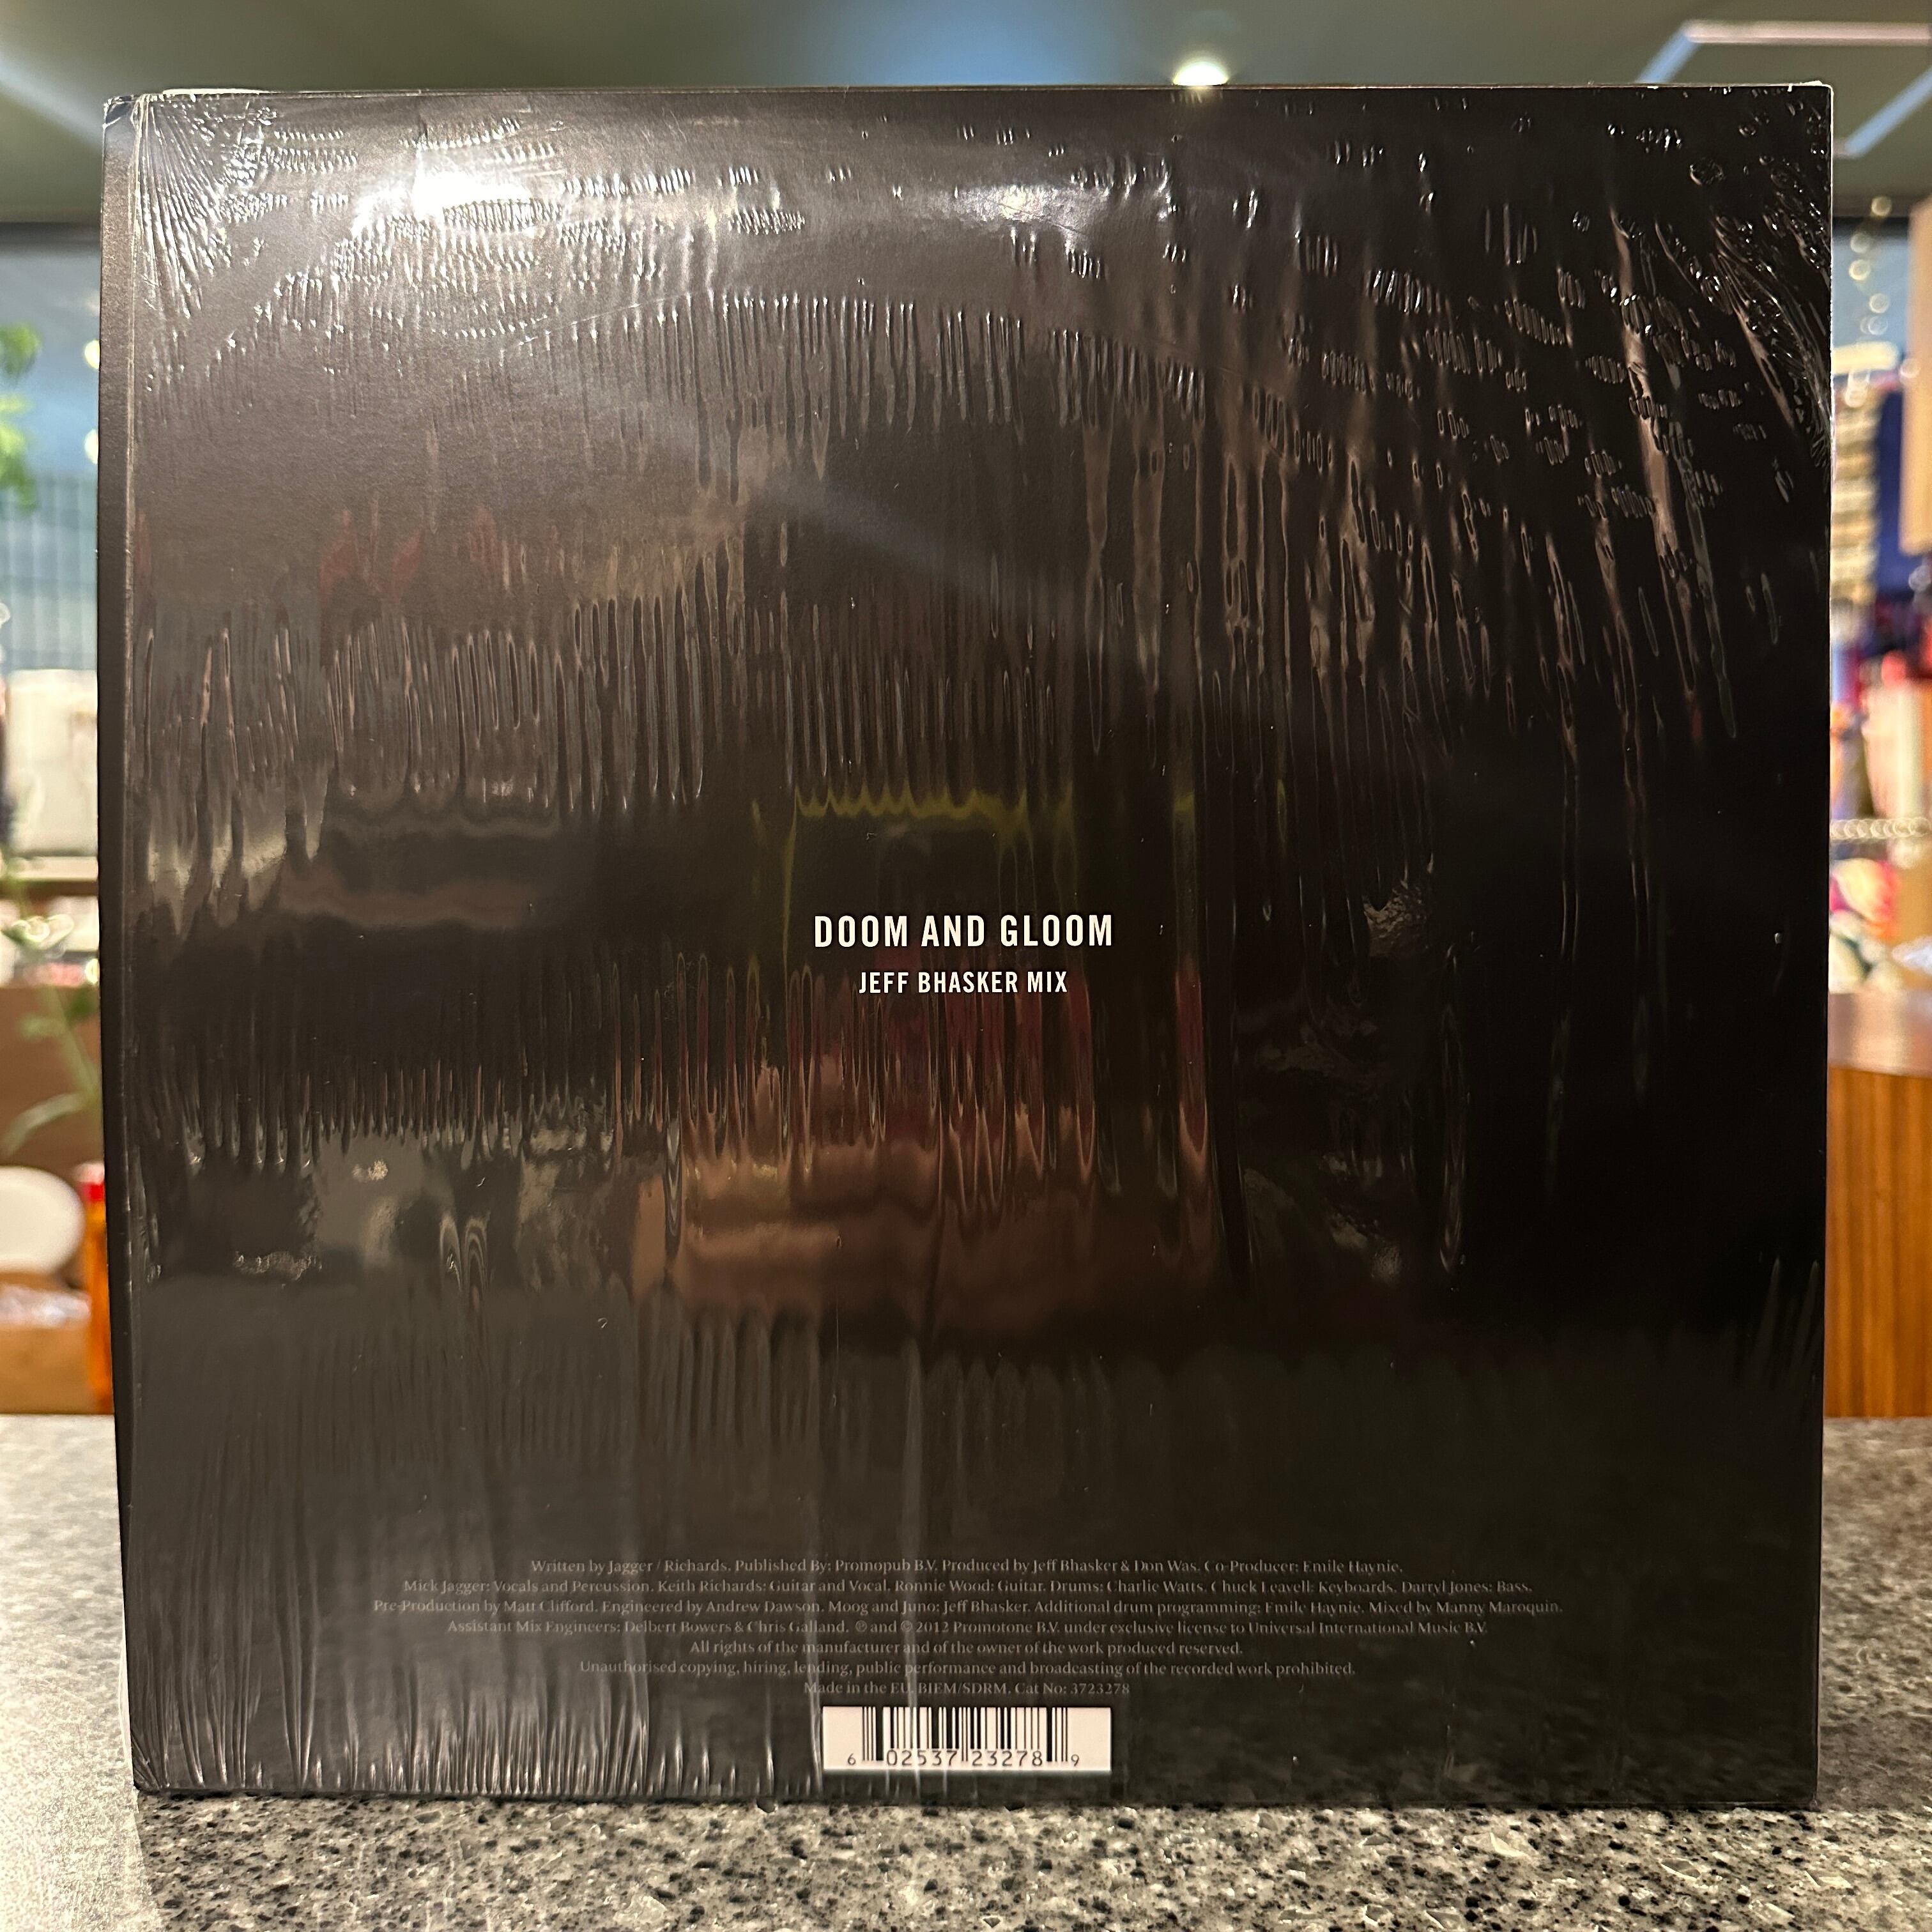 DOOM AND GLOOM
JEFF BHASKER MIX
Written by Jagger / Richards. Published By: Promopub B.V. Produced by Jeff Bhasker & Don Was. Co-Producer: Emile Haynie.
Mick Jagger: Vocals and Percussion. Keith Richards: Guitar and Vocal. Ronnie Wood: Guitar. Drums: Charlie Watts. Chuck Leavell: Keyboards. Darryl Jones: Bass.
Pre-Production by Matt Clifford. Engineered by Andrew Dawson. Moog and Juno: Jeff Bhasker. Additional drum programming: Emile Haynie. Mixed by Manny Maroquin.
Assistant Mix Engineers: Delbert Bowers & Chris Galland. ℗ and © 2012 Promotone B.V. under exclusive license to Universal International Music B.V.
All rights of the manufacturer and of the owner of the work produced reserved.
Unauthorised copying, hiring, lending, public performance and broadcasting of the recorded work prohibited.
Made in the EU. BIEM/SDRM. Cat No: 3723278
6 02537 23278 9